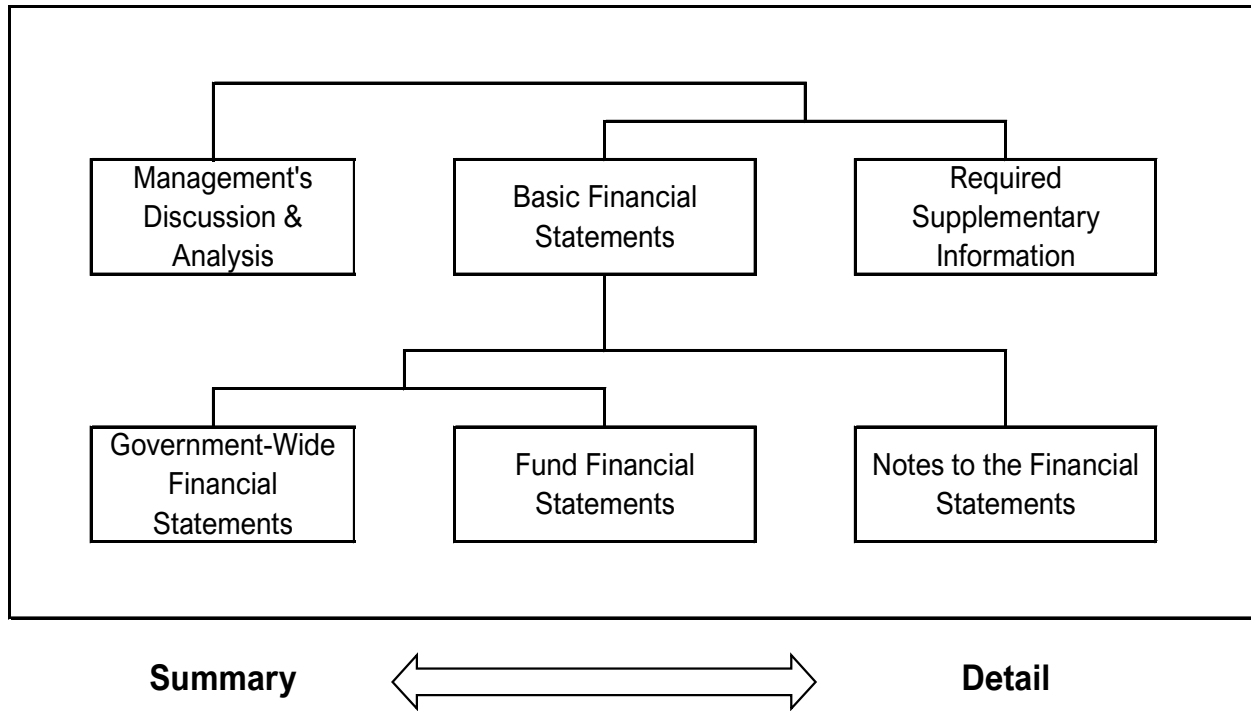 Management's
Discussion &
Analysis
Basic Financial
Statements
Required
Supplementary
Information
Government-Wide
Financial
Statements
Fund Financial
Statements
Notes to the Financial
Statements
Summary
Detail